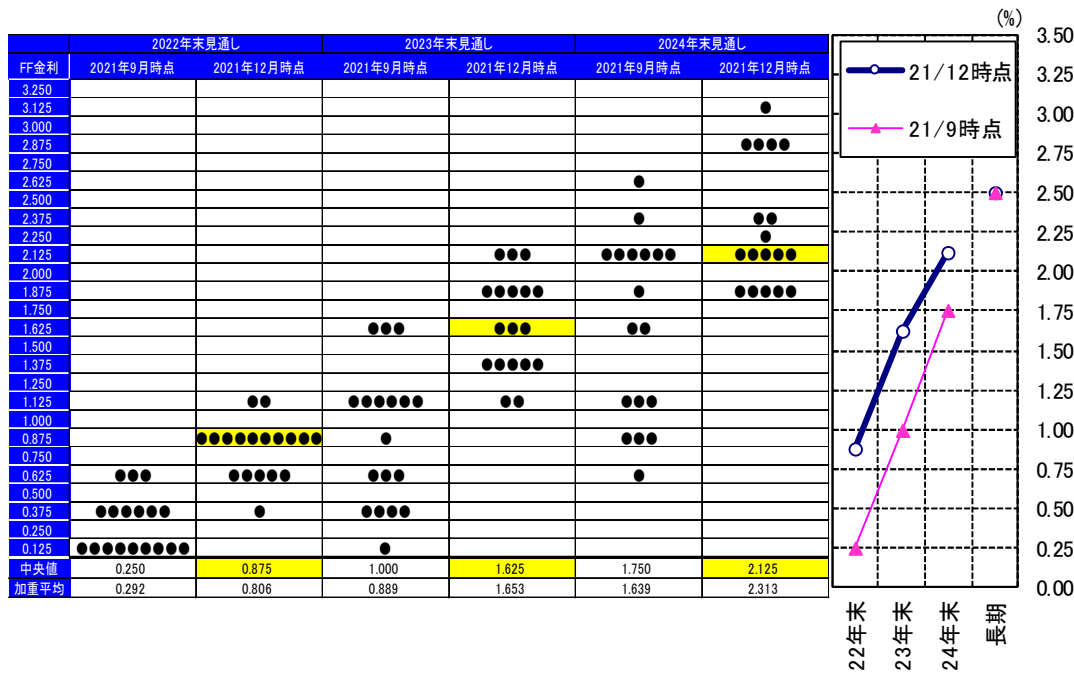 (%)
2022年末見通し 2023年末見通し 2024年末見通し
FF金利 2021年9月時点 2021年12月時点 2021年9月時点 2021年12月時点 2021年9月時点 2021年12月時点
3.250
3.125 ●
3.000
2.875 ●●●●
2.750
2.625 ●
2.500
2.375 ● ●●
2.250 ●
2.125 ●●● ●●●●●● ●●●●●
2.000
1.875 ●●●●● ● ●●●●●
1.750
1.625 ●●● ●●● ●●
1.500
1.375 ●●●●●
1.250
1.125 ●● ●●●●●● ●● ●●●
1.000
0.875 ●●●●●●●●●● ● ●●●
0.750
0.625 ●●● ●●●●● ●●● ●
0.500
0.375 ●●●●●● ● ●●●●
0.250
0.125 ●●●●●●●●● ●
中央値 0.250 0.875 1.000 1.625 1.750 2.125
加重平均 0.292 0.806 0.889 1.653 1.639 2.313
21/12時点
21/9時点
3.50
3.25
3.00
2.75
2.50
2.25
2.00
1.75
1.50
1.25
1.00
0.75
0.50
0.25
0.00
22年末
23年末
24年末
長期